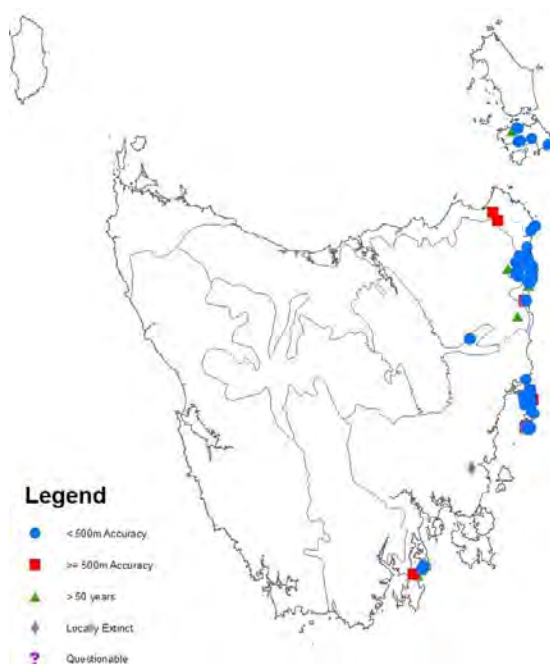 Legend
< 500m Accuracy
>= 500m Accuracy
> 50 years
Locally Extinct
Questionable